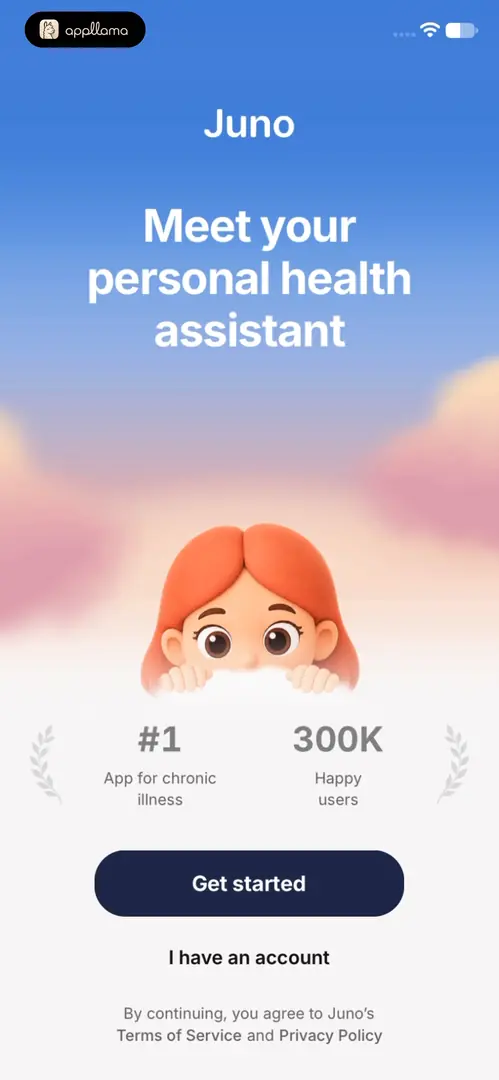 appllama
Juno
Meet your
personal health
assistant
#1
App for chronic
illness
300K
Happy
users
Get started
I have an account
By continuing, you agree to Juno’s
Terms of Service and Privacy Policy